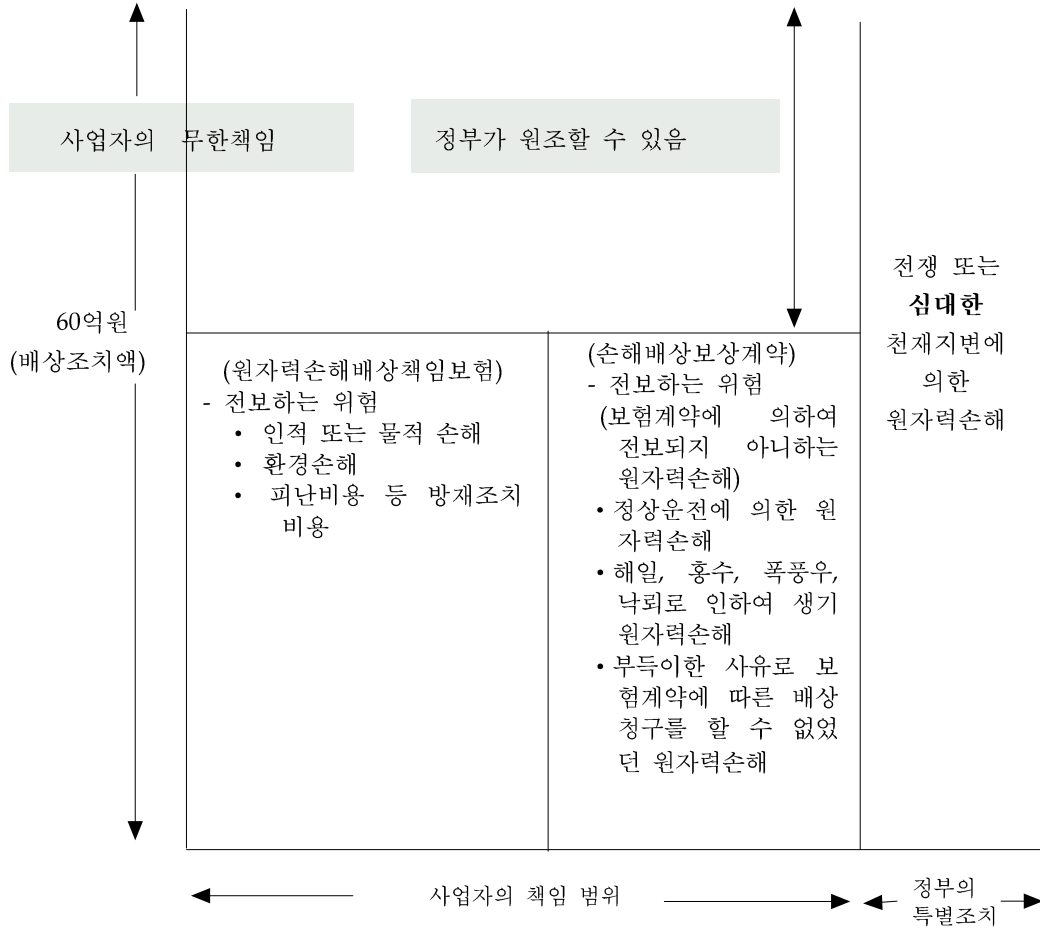 사업자의 무한책임
정부가 원조할 수 있음
60억원
(배상조치액)
(원자력손해배상책임보험)
- 전보하는 위험
• 인적 또는 물적 손해
• 환경손해
• 피난비용 등 방재조치
비용
(손해배상보상계약)
- 전보하는 위험
(보험계약에 의하여
전보되지 아니하는
원자력손해)
• 정상운전에 의한 원
자력손해
• 해일, 홍수, 폭풍우,
낙뢰로 인하여 생기
원자력손해
• 부득이한 사유로 보
험계약에 따른 배상
청구를 할 수 없었
던 원자력손해
전쟁 또는
심대한
천재지변에
의한
원자력손해
사업자의 책임 범위
정부의
특별조치